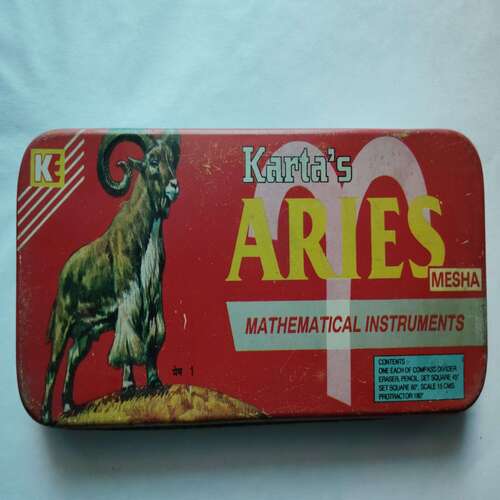 KE
Karta's
ARIES
MESHA
MATHEMATICAL INSTRUMENTS
CONTENTS :-
ONE EACH OF COMPASS DIVIDER
ERASER, PENCIL, SET SQUARE 45°
SET SQUARE 60°, SCALE 15 CMS
PROTRACTOR 180°
मेष 1